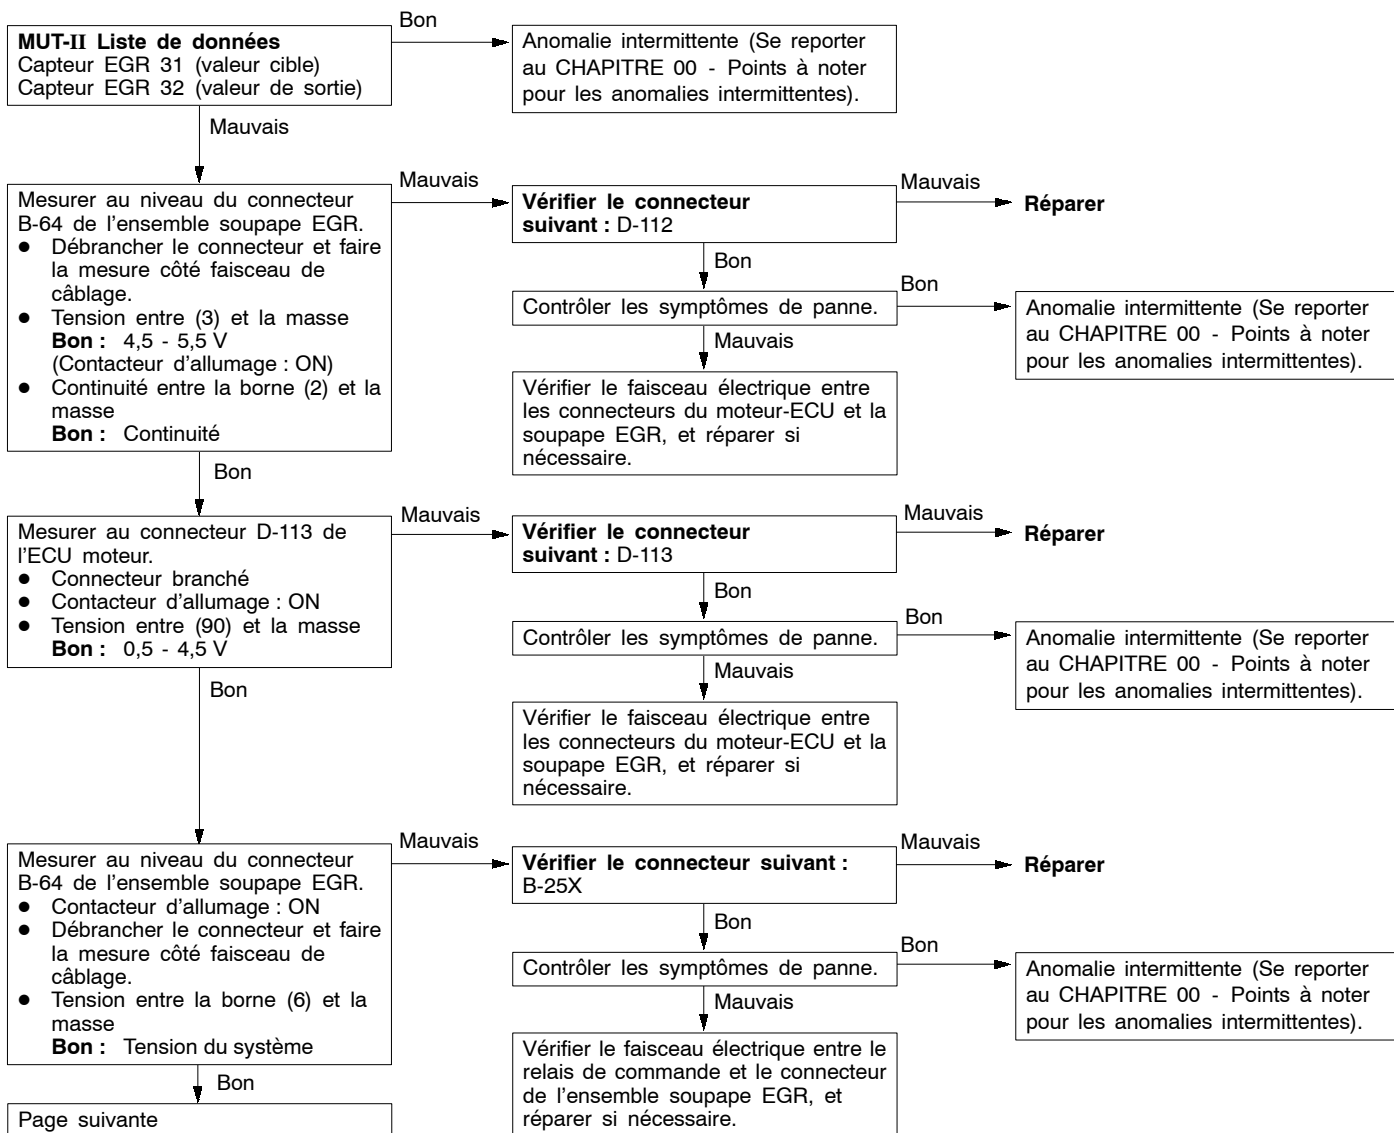 MUT-II Liste de données
Capteur EGR 31 (valeur cible)
Capteur EGR 32 (valeur de sortie)
Bon
Anomalie intermittente (Se reporter
au CHAPITRE 00 - Points à noter
pour les anomalies intermittentes).
Mauvais
Mesurer au niveau du connecteur
B-64 de l'ensemble soupape EGR.
● Débrancher le connecteur et faire
la mesure côté faisceau de
câblage.
● Tension entre (3) et la masse
Bon : 4,5 - 5,5 V
(Contacteur d'allumage : ON)
● Continuité entre la borne (2) et la
masse
Bon : Continuité
Mauvais
Vérifier le connecteur
suivant : D-112
Mauvais
Réparer
Bon
Contrôler les symptômes de panne.
Bon
Anomalie intermittente (Se reporter
au CHAPITRE 00 - Points à noter
pour les anomalies intermittentes).
Mauvais
Vérifier le faisceau électrique entre
les connecteurs du moteur-ECU et la
soupape EGR, et réparer si
nécessaire.
Bon
Mesurer au connecteur D-113 de
l'ECU moteur.
● Connecteur branché
● Contacteur d'allumage : ON
● Tension entre (90) et la masse
Bon : 0,5 - 4,5 V
Mauvais
Vérifier le connecteur
suivant : D-113
Mauvais
Réparer
Bon
Contrôler les symptômes de panne.
Bon
Anomalie intermittente (Se reporter
au CHAPITRE 00 - Points à noter
pour les anomalies intermittentes).
Mauvais
Vérifier le faisceau électrique entre
les connecteurs du moteur-ECU et la
soupape EGR, et réparer si
nécessaire.
Bon
Mesurer au niveau du connecteur
B-64 de l'ensemble soupape EGR.
● Contacteur d'allumage : ON
● Débrancher le connecteur et faire
la mesure côté faisceau de
câblage.
● Tension entre la borne (6) et la
masse
Bon : Tension du système
Mauvais
Vérifier le connecteur suivant :
B-25X
Mauvais
Réparer
Bon
Contrôler les symptômes de panne.
Bon
Anomalie intermittente (Se reporter
au CHAPITRE 00 - Points à noter
pour les anomalies intermittentes).
Mauvais
Vérifier le faisceau électrique entre le
relais de commande et le connecteur
de l'ensemble soupape EGR, et
réparer si nécessaire.
Bon
Page suivante